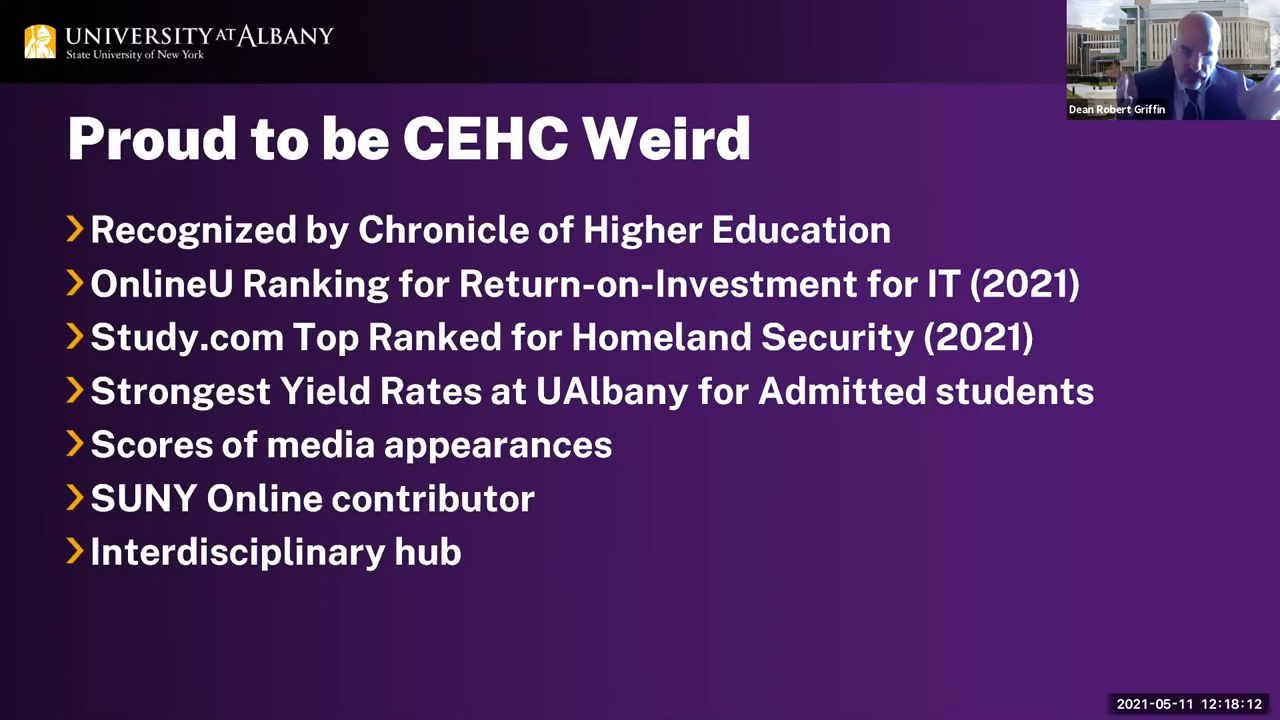 UNIVERSITY AT ALBANY
State University of New York
Dean Robert Griffin
Proud to be CEHC Weird
Recognized by Chronicle of Higher Education
OnlineU Ranking for Return-on-Investment for IT (2021)
Study.com Top Ranked for Homeland Security (2021)
Strongest Yield Rates at UAlbany for Admitted students
Scores of media appearances
SUNY Online contributor
Interdisciplinary hub
2021-05-11 12:18:12